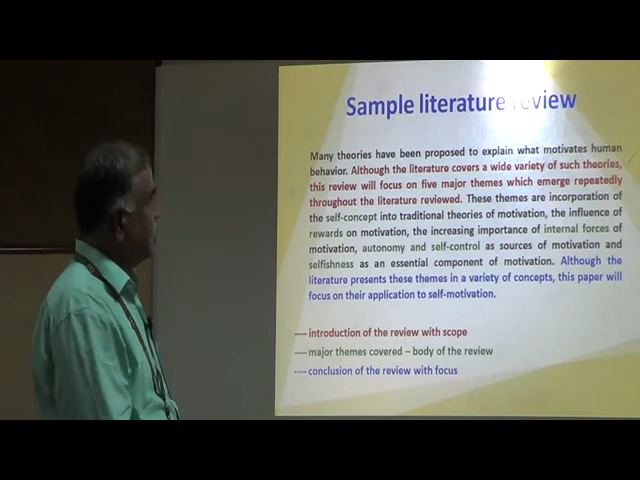 Sample literature review
Many theories have been proposed to explain what motivates human
behavior. Although the literature covers a wide variety of such theories,
this review will focus on five major themes which emerge repeatedly
throughout the literature reviewed. These themes are incorporation of
the self-concept into traditional theories of motivation, the influence of
rewards on motivation, the increasing importance of internal forces of
motivation, autonomy and self-control as sources of motivation and
selfishness as an essential component of motivation. Although the
literature presents these themes in a variety of concepts, this paper will
focus on their application to self-motivation.
---- introduction of the review with scope
---- major themes covered – body of the review
---- conclusion of the review with focus